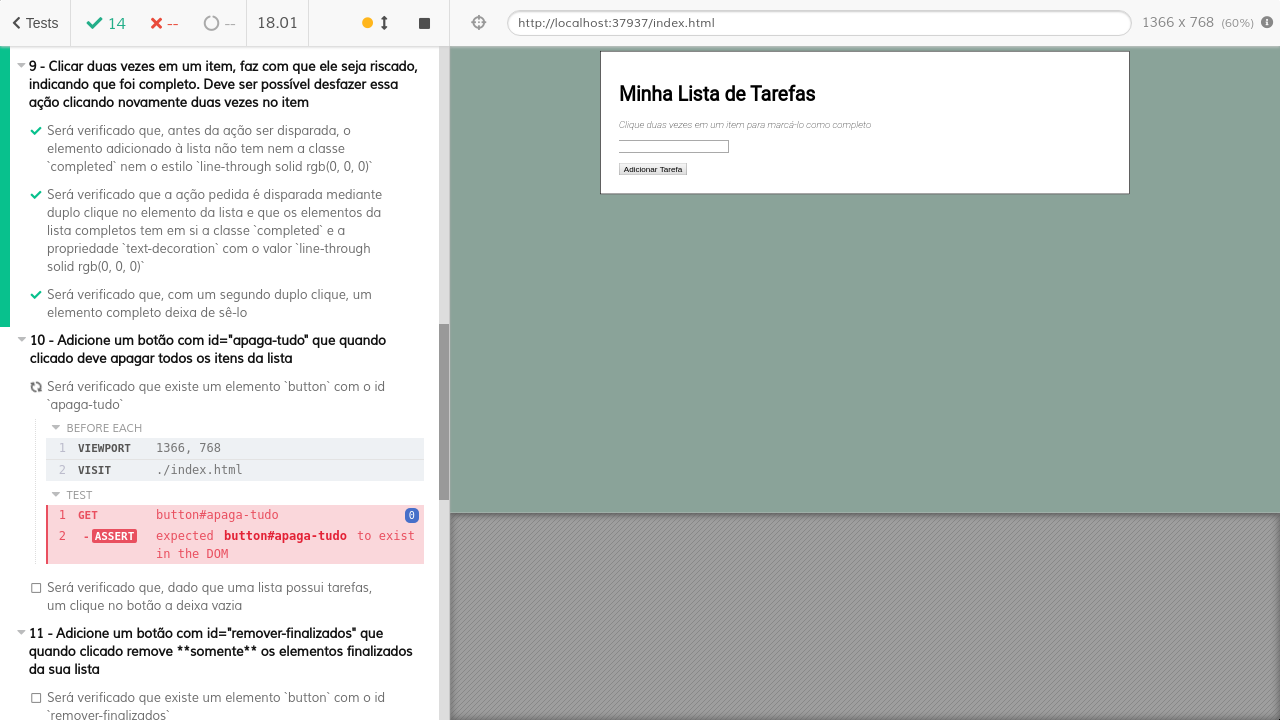 Tests
14
--
--
18.01
http://localhost:37937/index.html
1366 x 768 (60%)
9 - Clicar duas vezes em um item, faz com que ele seja riscado,
indicando que foi completo. Deve ser possível desfazer essa
ação clicando novamente duas vezes no item
Será verificado que, antes da ação ser disparada, o
elemento adicionado à lista não tem nem a classe
`completed` nem o estilo `line-through solid rgb(0, 0, 0)`
Será verificado que a ação pedida é disparada mediante
duplo clique no elemento da lista e que os elementos da
lista completos tem em si a classe `completed` e a
propriedade `text-decoration` com o valor `line-through
solid rgb(0, 0, 0)`
Será verificado que, com um segundo duplo clique, um
elemento completo deixa de sê-lo
10 - Adicione um botão com id="apaga-tudo" que quando
clicado deve apagar todos os itens da lista
Será verificado que existe um elemento `button` com o id
`apaga-tudo`
BEFORE EACH
1 VIEWPORT 1366, 768
2 VISIT ./index.html
TEST
1 GET button#apaga-tudo 0
2 - ASSERT expected button#apaga-tudo to exist
in the DOM
Será verificado que, dado que uma lista possui tarefas,
um clique no botão a deixa vazia
11 - Adicione um botão com id="remover-finalizados" que
quando clicado remove **somente** os elementos finalizados
da sua lista
Será verificado que existe um elemento `button` com o id
`remover-finalizados`
Minha Lista de Tarefas
Clique duas vezes em um item para marcá-lo como completo
Adicionar Tarefa